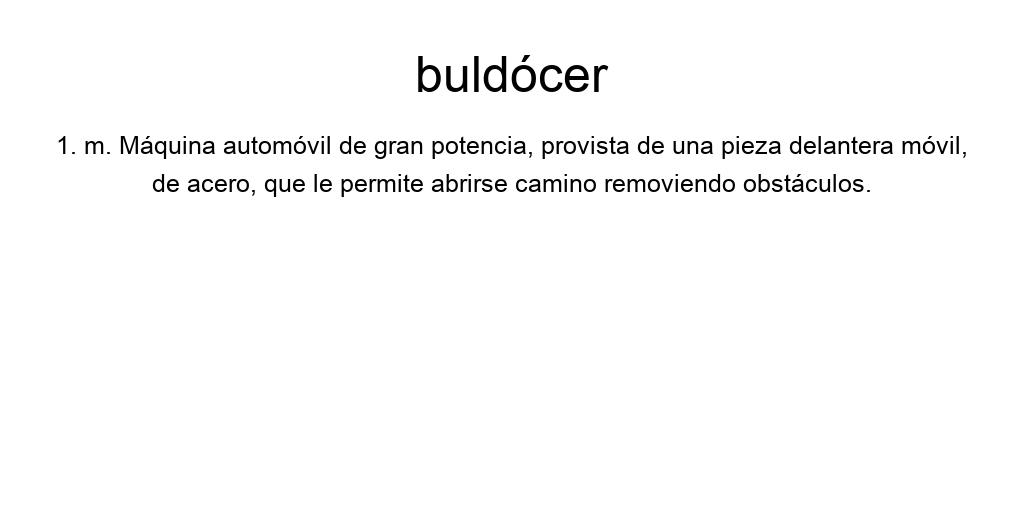 buldócer
1. m. Máquina automóvil de gran potencia, provista de una pieza delantera móvil,
de acero, que le permite abrirse camino removiendo obstáculos.